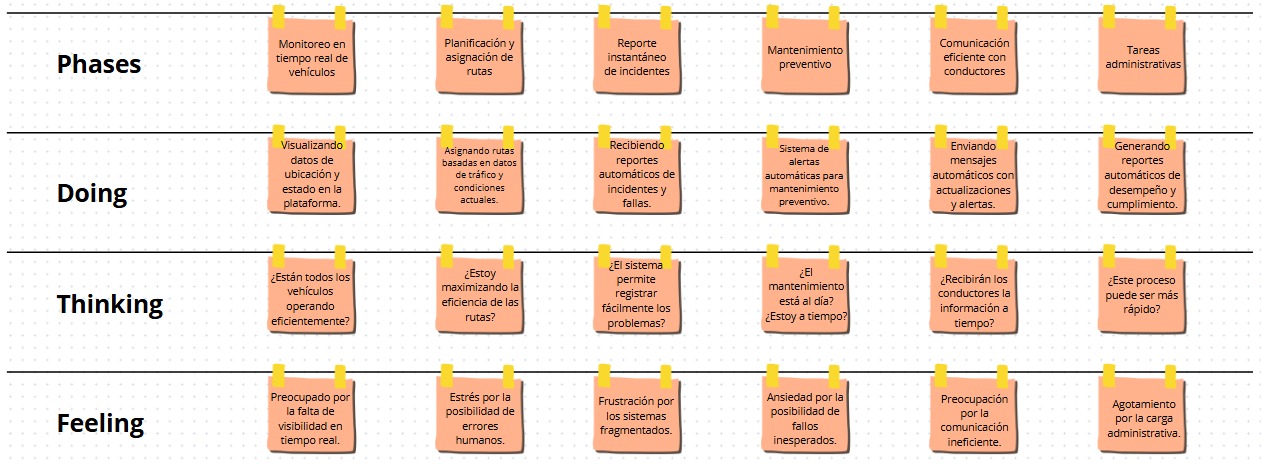 Phases
Monitoreo en
tiempo real de
vehículos
Planificación y
asignación de
rutas
Reporte
instantáneo
de incidentes
Mantenimiento
preventivo
Comunicación
eficiente con
conductores
Tareas
administrativas
Doing
Visualizando
datos de
ubicación y
estado en la
plataforma.
Asignando rutas
basadas en datos
de tráfico y
condiciones
actuales.
Recibiendo
reportes
automáticos de
incidentes y
fallas.
Sistema de
alertas
automáticas para
mantenimiento
preventivo.
Enviando
mensajes
automáticos con
actualizaciones
y alertas.
Generando
reportes
automáticos de
desempeño y
cumplimiento.
Thinking
¿Están todos los
vehículos
operando
eficientemente?
¿Estoy
maximizando la
eficiencia de las
rutas?
¿El sistema
permite
registrar
fácilmente los
problemas?
¿El
mantenimiento
está al día?
¿Estoy a tiempo?
¿Recibirán los
conductores la
información a
tiempo?
¿Este proceso
puede ser más
rápido?
Feeling
Preocupado por
la falta de
visibilidad en
tiempo real.
Estrés por la
posibilidad de
errores
humanos.
Frustración por
los sistemas
fragmentados.
Ansiedad por la
posibilidad de
fallos
inesperados.
Preocupación
por la
comunicación
ineficiente.
Agotamiento
por la carga
administrativa.